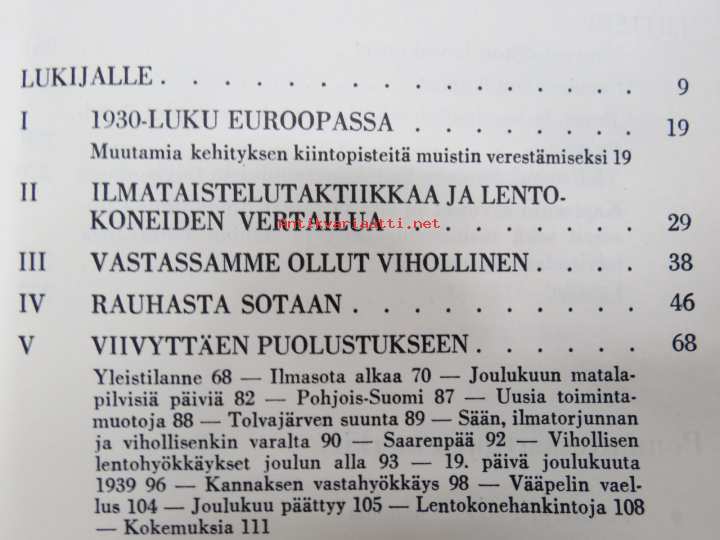 LUKIJALLE . . . . . . . . . . . . . . . 9
I 1930-LUKU EUROOPASSA . . . . . . . . 19
Muutamia kehityksen kiintopisteitä muistin verestämiseksi 19
II ILMATAISTELUTAKTIIKKAA JA LENTO-
KONEIDEN VERTAILUA . . . . . . . . 29
Antikvariaatti.net
III VASTASSAMME OLLUT VIHOLLINEN . . . . 38
IV RAUHASTA SOTAAN . . . . . . . . . . 46
V VIIVYTTÄEN PUOLUSTUKSEEN . . . . . . 68
Yleistilanne 68 — Ilmasota alkaa 70 — Joulukuun matala-
pilvisiä päiviä 82 — Pohjois-Suomi 87 — Uusia toiminta-
muotoja 88 — Tolvajärven suunta 89 — Sään, ilmatorjunnan
ja vihollisenkin varalta 90 — Saarenpää 92 — Vihollisen
lentohyökkäykset joulun alla 93 — 19. päivä joulukuuta
1939 96 — Kannaksen vastahyökkäys 98 — Vääpelin vael-
lus 104 — Joulukuu päättyy 105 — Lentokonehankintoja 108
— Kokemuksia 111